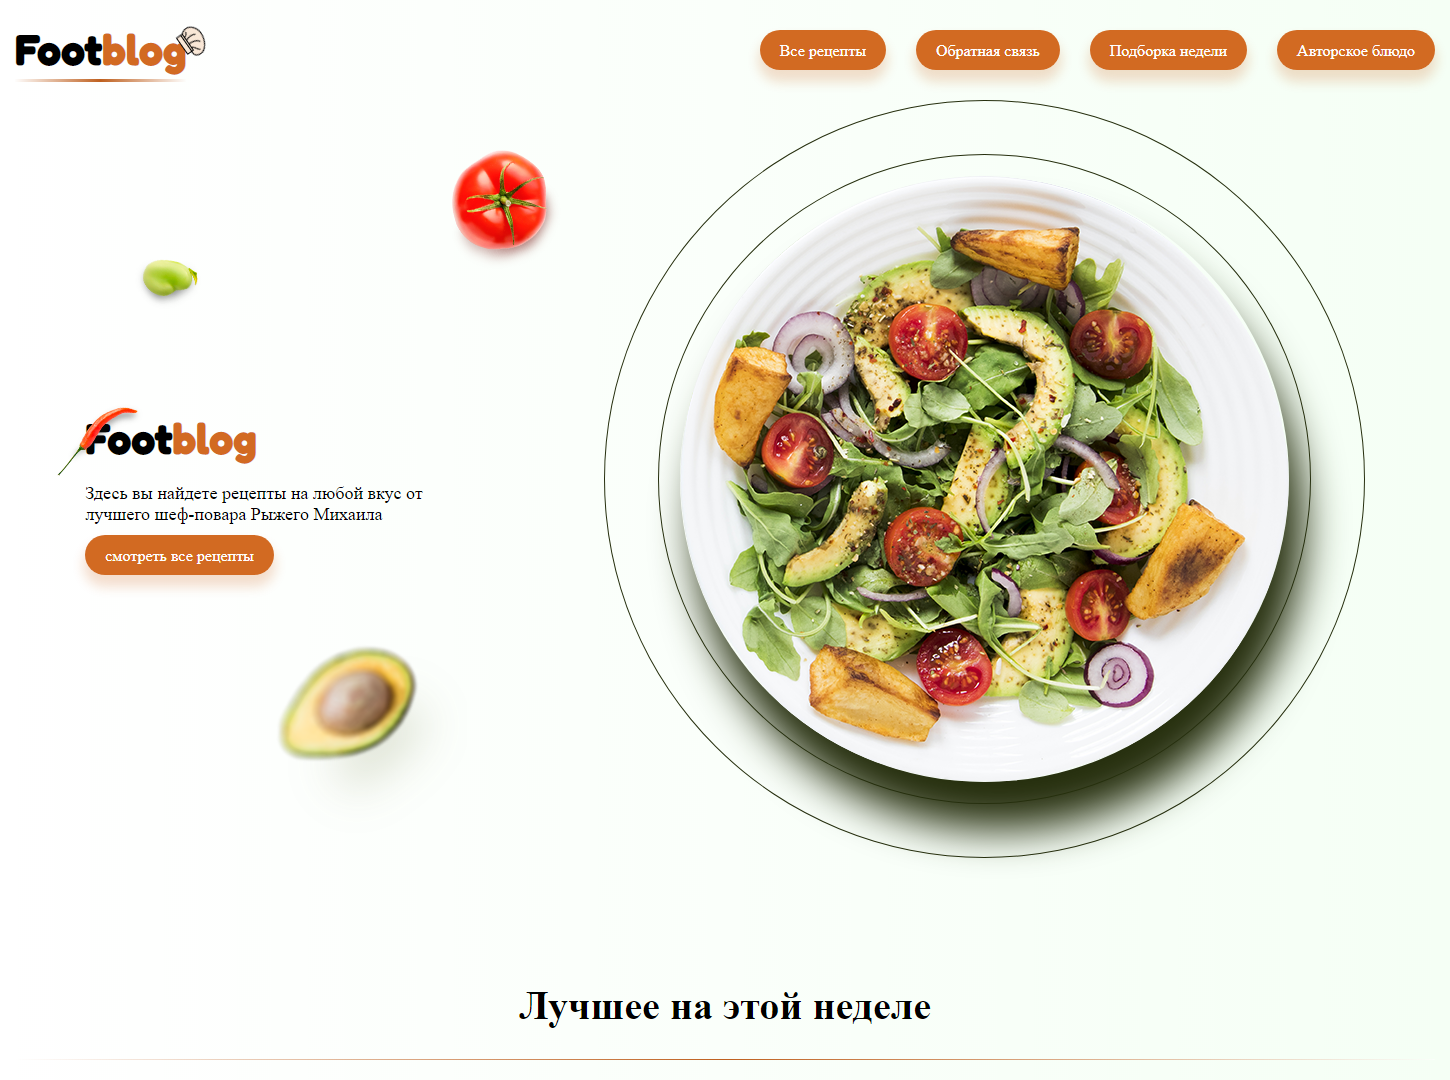 Footblog
Все рецепты
Обратная связь
Подборка недели
Авторское блюдо
Footblog
Здесь вы найдете рецепты на любой вкус от
лучшего шеф-повара Рыжего Михаила
смотреть все рецепты
Лучшее на этой неделе